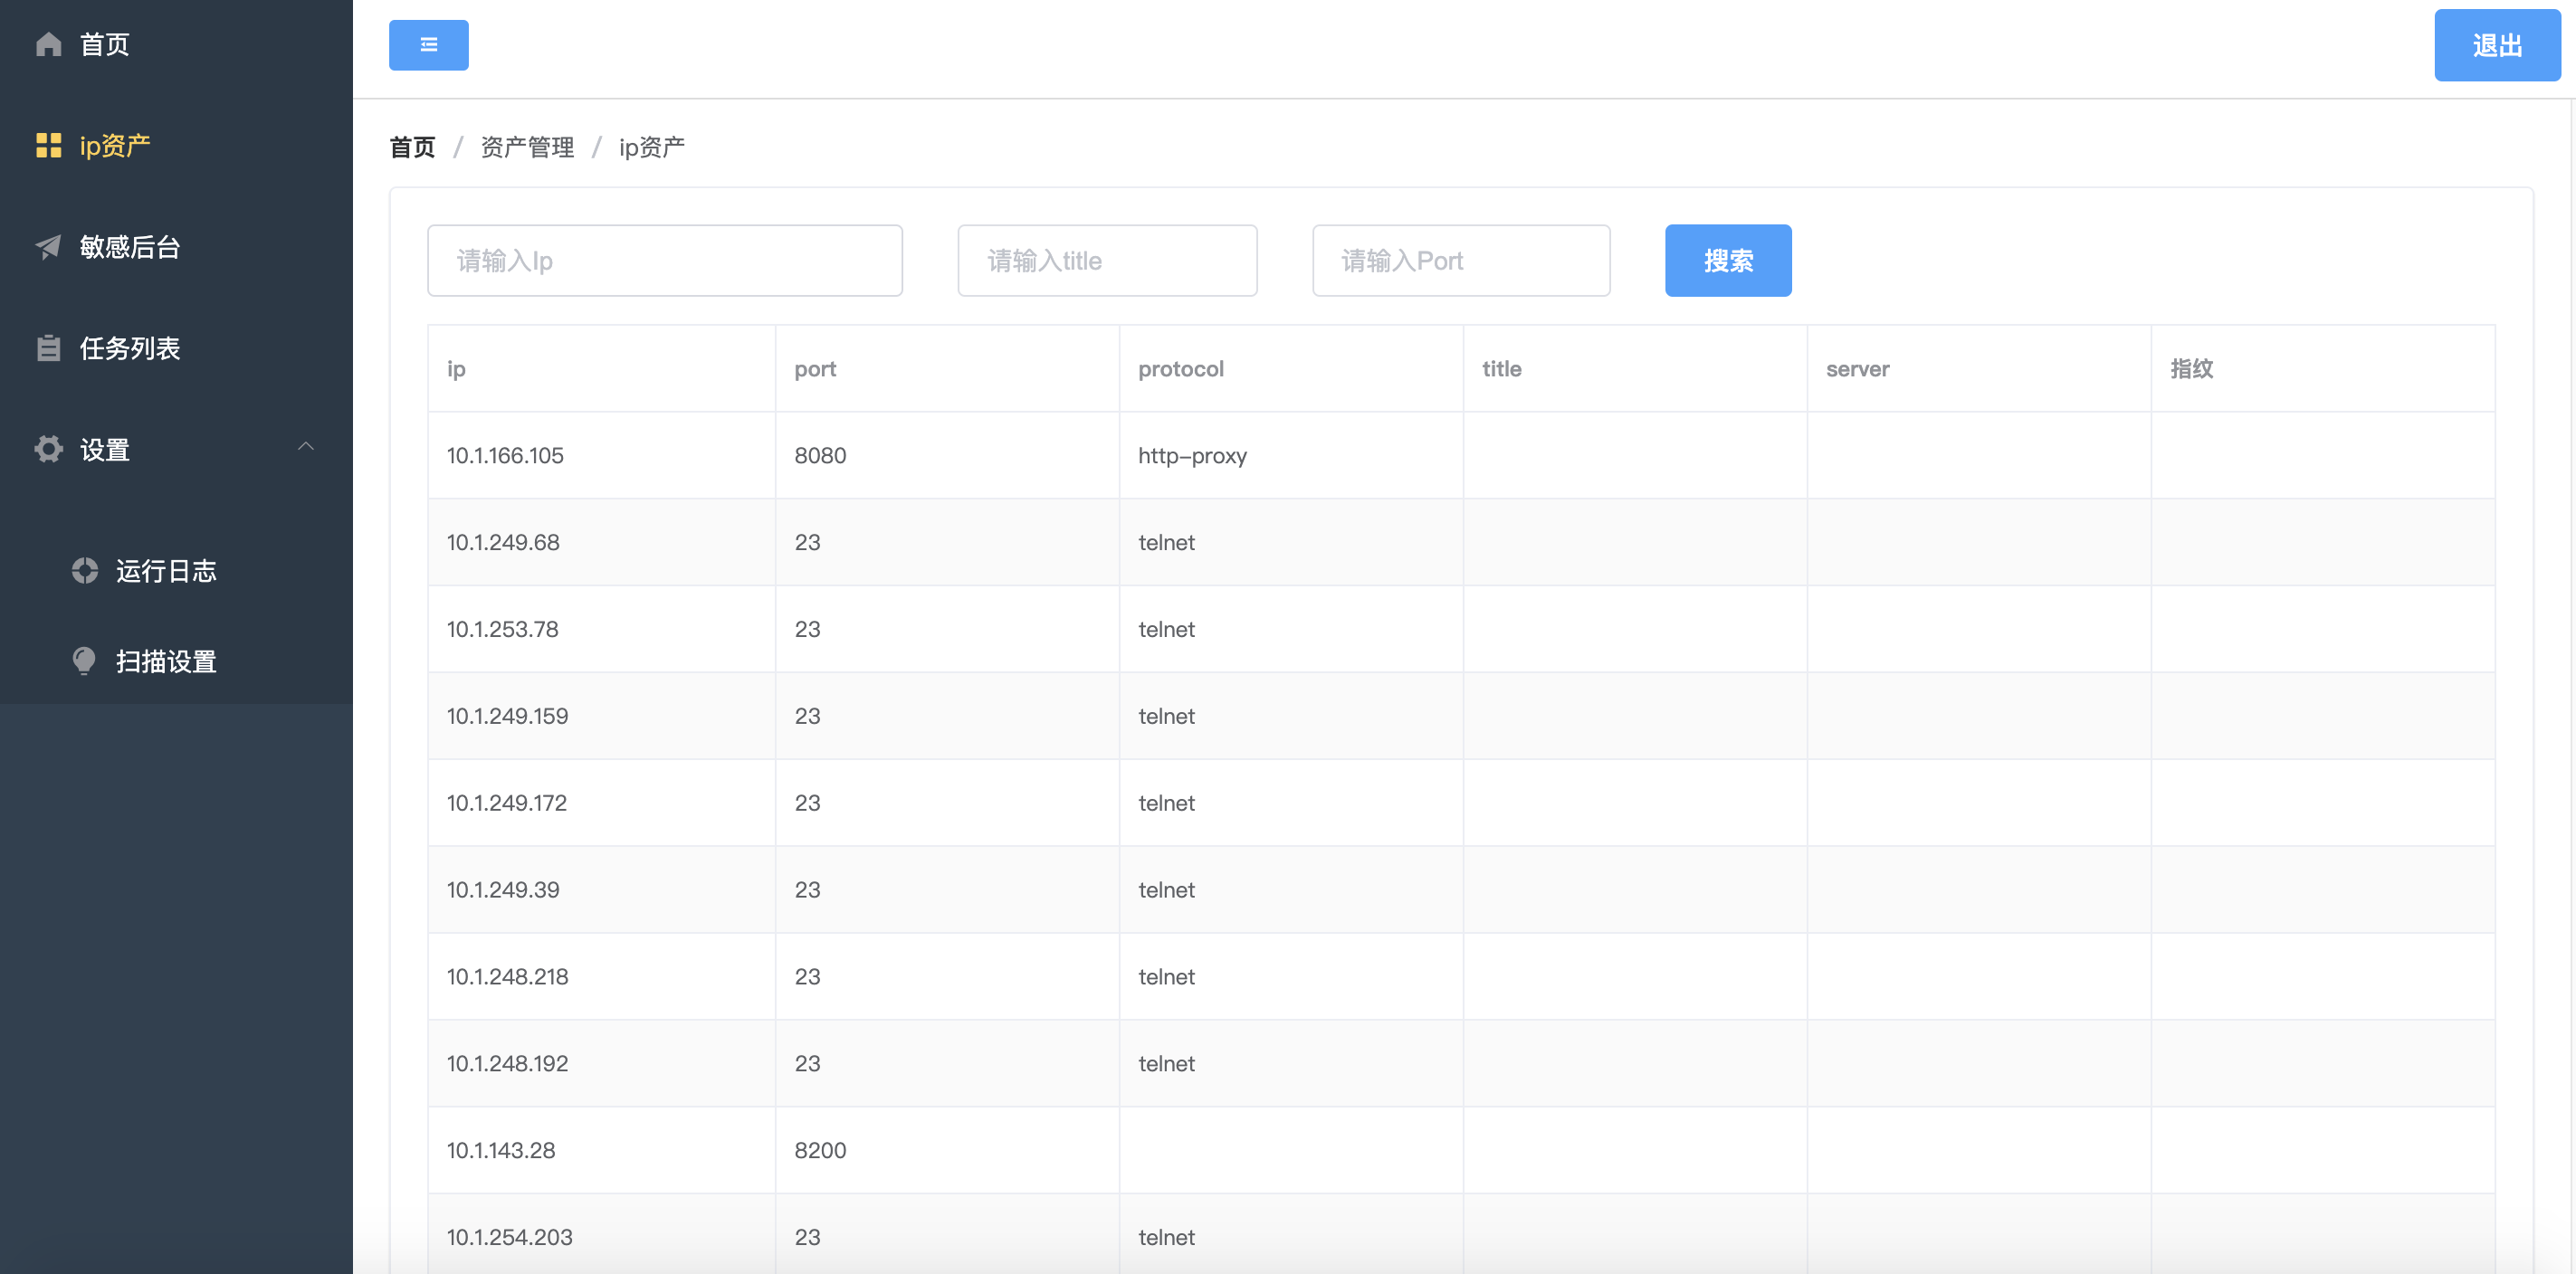 首页
ip资产
敏感后台
任务列表
设置
运行日志
扫描设置
退出
首页 / 资产管理 / ip资产
请输入Ip 请输入title 请输入Port 搜索
ip port protocol title server 指纹
10.1.166.105 8080 http-proxy
10.1.249.68 23 telnet
10.1.253.78 23 telnet
10.1.249.159 23 telnet
10.1.249.172 23 telnet
10.1.249.39 23 telnet
10.1.248.218 23 telnet
10.1.248.192 23 telnet
10.1.143.28 8200
10.1.254.203 23 telnet